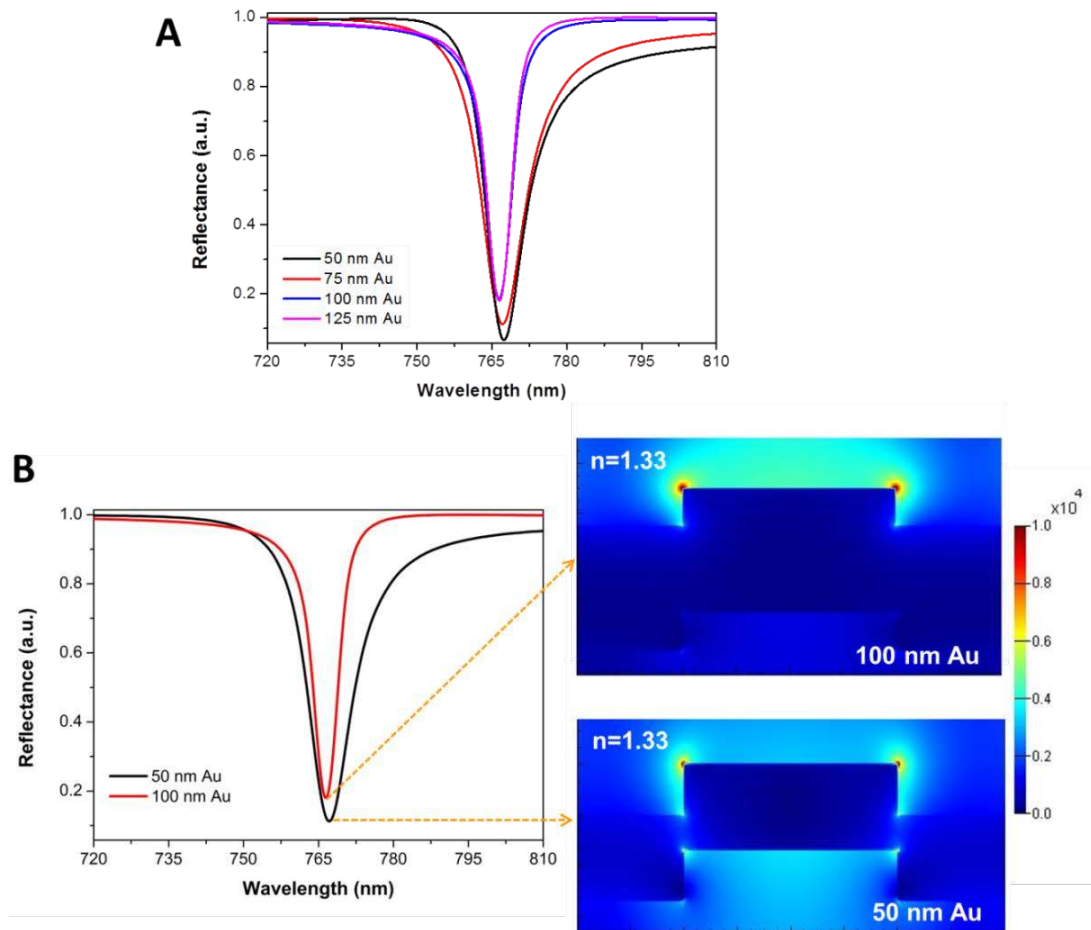 A
1.0
0.8
0.6
0.4
0.2
Reflectance (a.u.)
50 nm Au
75 nm Au
100 nm Au
125 nm Au
720 735 750 765 780 795 810
Wavelength (nm)
B
1.0
0.8
0.6
0.4
0.2
Reflectance (a.u.)
50 nm Au
100 nm Au
720 735 750 765 780 795 810
Wavelength (nm)
n=1.33
100 nm Au
n=1.33
50 nm Au
×10⁴
1.0
0.8
0.6
0.4
0.2
0.0